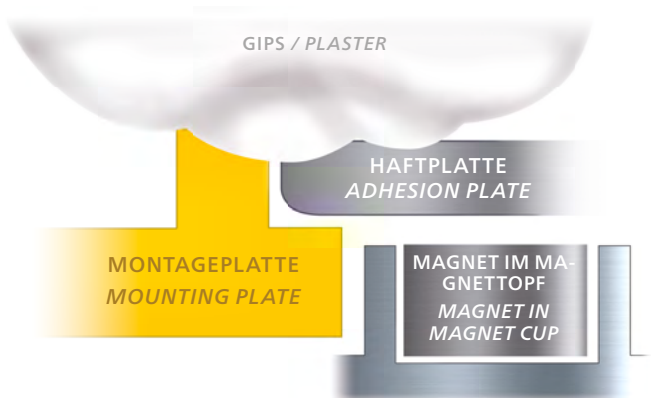 GIPS / PLASTER
HAFTPLATTE
ADHESION PLATE
MONTAGEPLATTE
MOUNTING PLATE
MAGNET IM MA-
GNETTOPF
MAGNET IN
MAGNET CUP